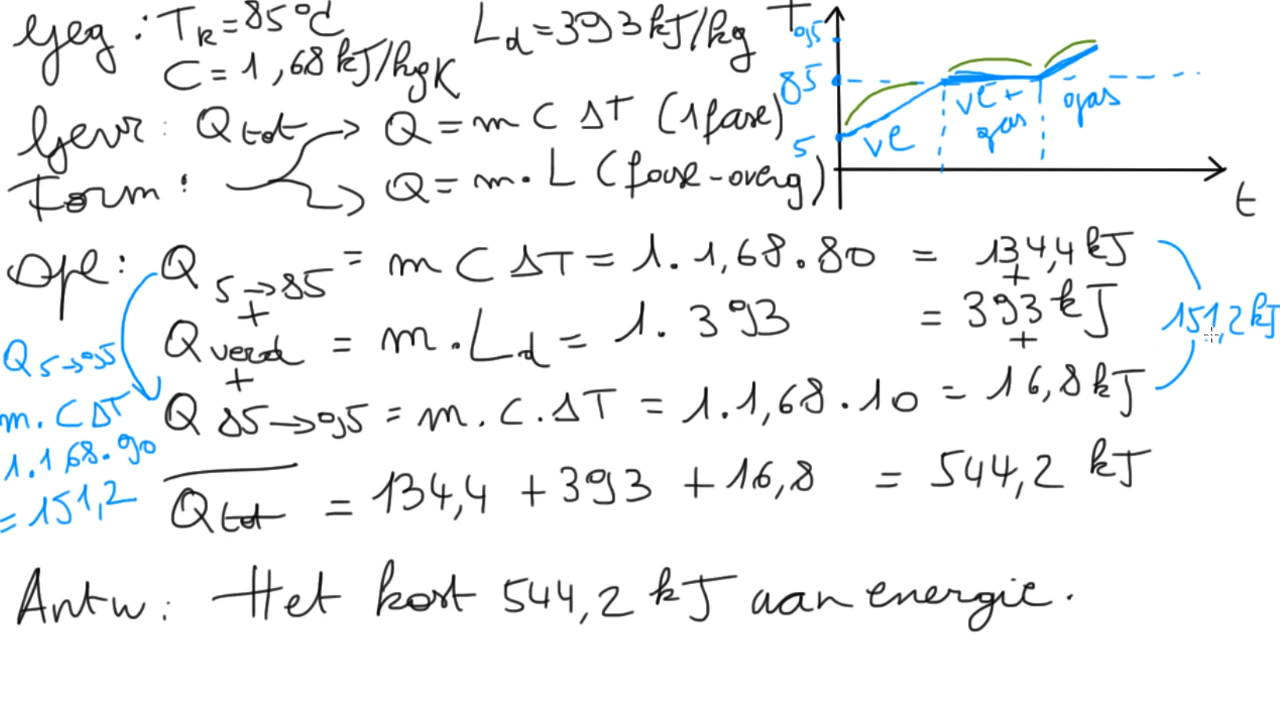 Geg : Tk = 85°C    Ld = 393 kJ/kg
C = 1,68 kJ/kgK
Gevr : Qtot → Q = m C ΔT (1 fase)
Form : → Q = m . L (fase-overg)
T
95
85
5
vl
vl + gas
gas
t
Opl : Q 5→85 = m C ΔT = 1 . 1,68 . 80 = 134,4 kJ
+ +
Qverd = m . Ld = 1 . 393 = 393 kJ
+ +
Q 85→95 = m . C . ΔT = 1 . 1,68 . 10 = 16,8 kJ
151,2 kJ
Q 5→95
m . C ΔT
1 . 1,68 . 90
= 151,2
Qtot = 134,4 + 393 + 16,8 = 544,2 kJ
Antw : Het kost 544,2 kJ aan energie.